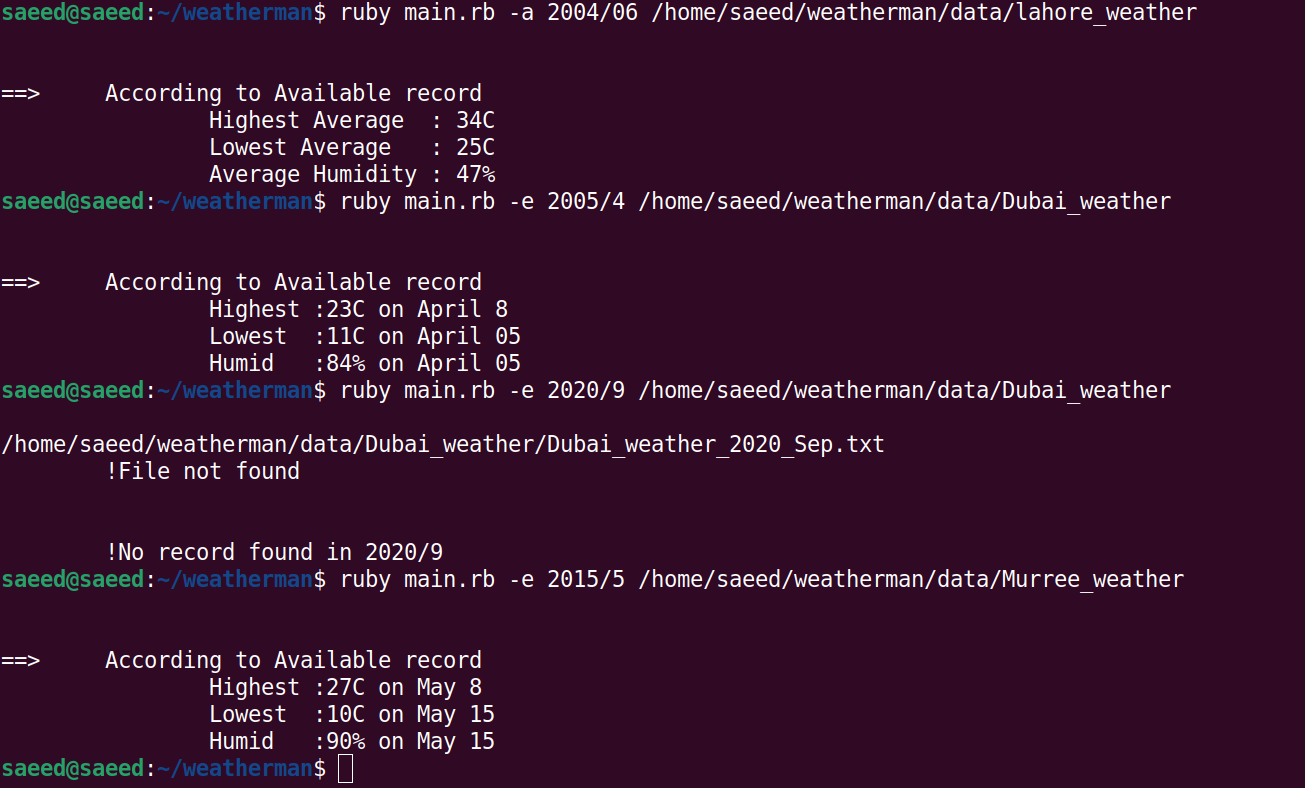 saeed@saeed:~/weatherman$ ruby main.rb -a 2004/06 /home/saeed/weatherman/data/lahore_weather
==>     According to Available record
Highest Average  : 34C
Lowest Average   : 25C
Average Humidity : 47%
saeed@saeed:~/weatherman$ ruby main.rb -e 2005/4 /home/saeed/weatherman/data/Dubai_weather
==>     According to Available record
Highest :23C on April 8
Lowest  :11C on April 05
Humid   :84% on April 05
saeed@saeed:~/weatherman$ ruby main.rb -e 2020/9 /home/saeed/weatherman/data/Dubai_weather
/home/saeed/weatherman/data/Dubai_weather/Dubai_weather_2020_Sep.txt
!File not found
!No record found in 2020/9
saeed@saeed:~/weatherman$ ruby main.rb -e 2015/5 /home/saeed/weatherman/data/Murree_weather
==>     According to Available record
Highest :27C on May 8
Lowest  :10C on May 15
Humid   :90% on May 15
saeed@saeed:~/weatherman$